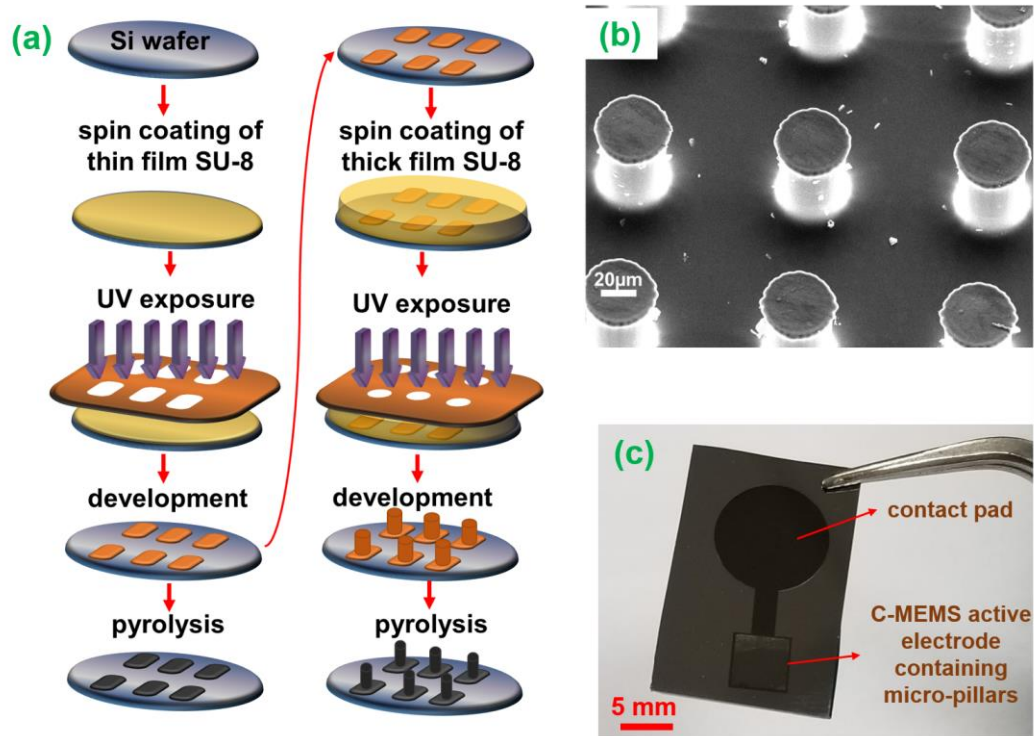 (a)
Si wafer
spin coating of
thin film SU-8
UV exposure
development
pyrolysis
spin coating of
thick film SU-8
UV exposure
development
pyrolysis
(b)
20μm
(c)
contact pad
C-MEMS active
electrode
containing
micro-pillars
5 mm